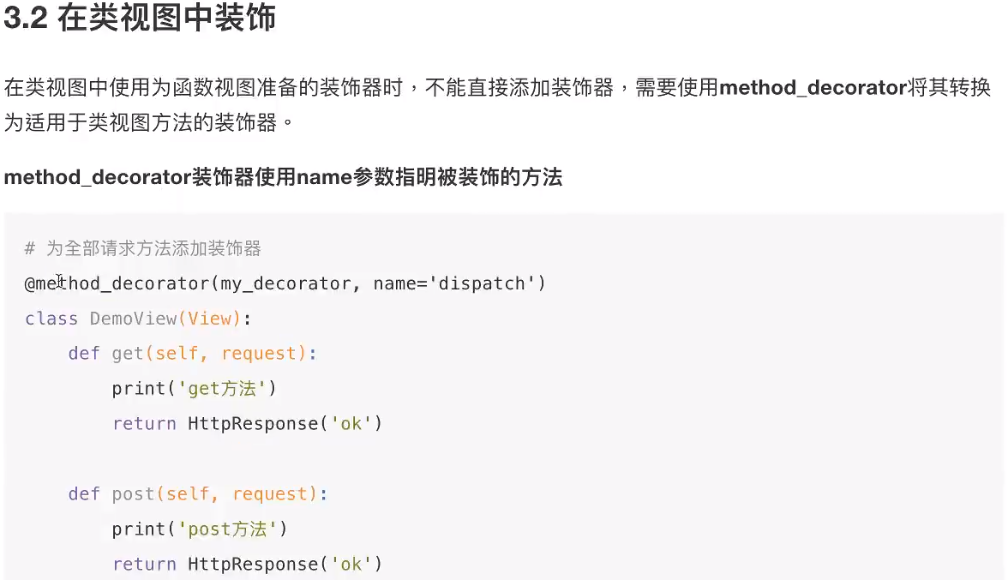 3.2 在类视图中装饰
在类视图中使用为函数视图准备的装饰器时，不能直接添加装饰器，需要使用method_decorator将其转换
为适用于类视图方法的装饰器。
method_decorator装饰器使用name参数指明被装饰的方法
# 为全部请求方法添加装饰器
@method_decorator(my_decorator, name='dispatch')
class DemoView(View):
    def get(self, request):
        print('get方法')
        return HttpResponse('ok')
    def post(self, request):
        print('post方法')
        return HttpResponse('ok')